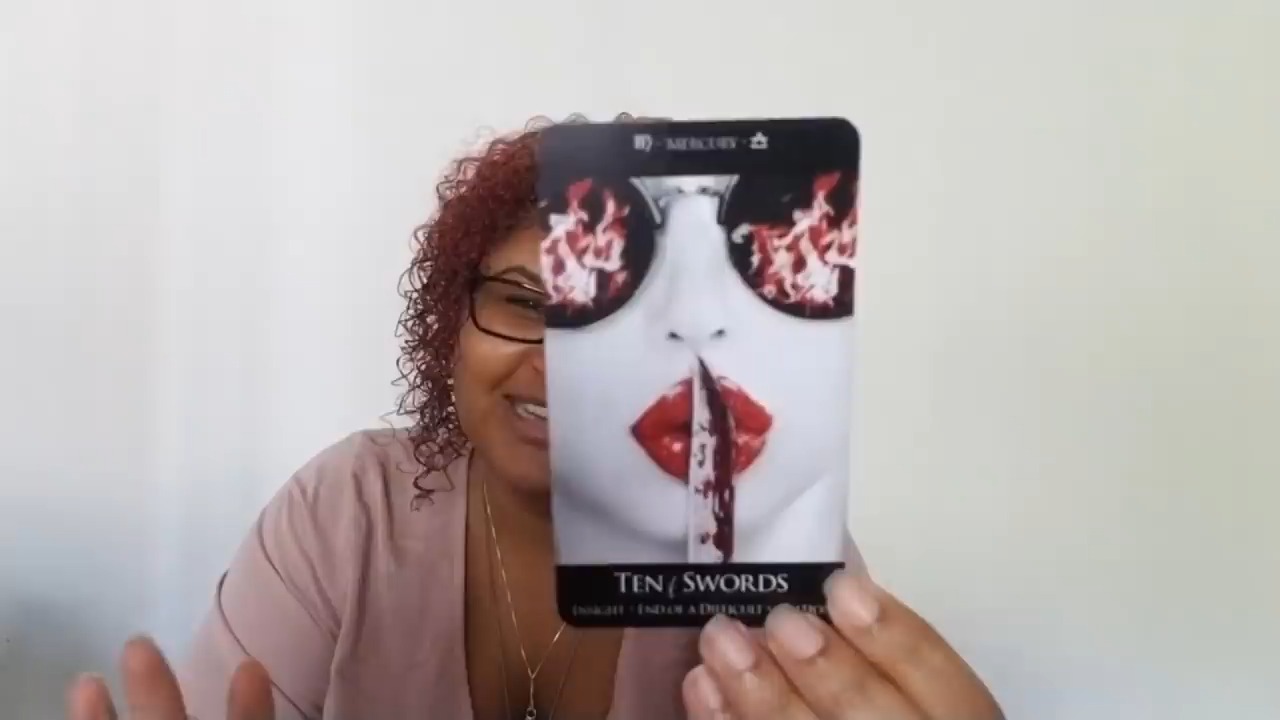 ♍ · MERCURY · ♎
TEN of SWORDS
INSIGHT · END OF A DIFFICULT